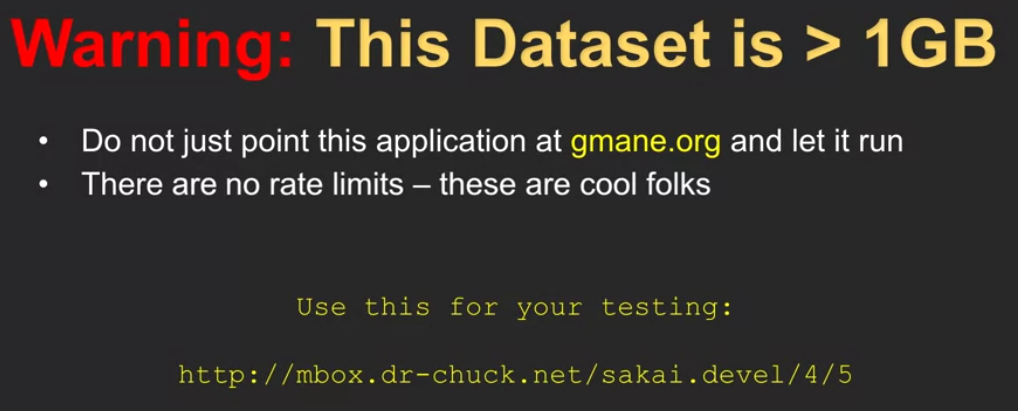 Warning: This Dataset is > 1GB
• Do not just point this application at gmane.org and let it run
• There are no rate limits – these are cool folks
Use this for your testing:
http://mbox.dr-chuck.net/sakai.devel/4/5